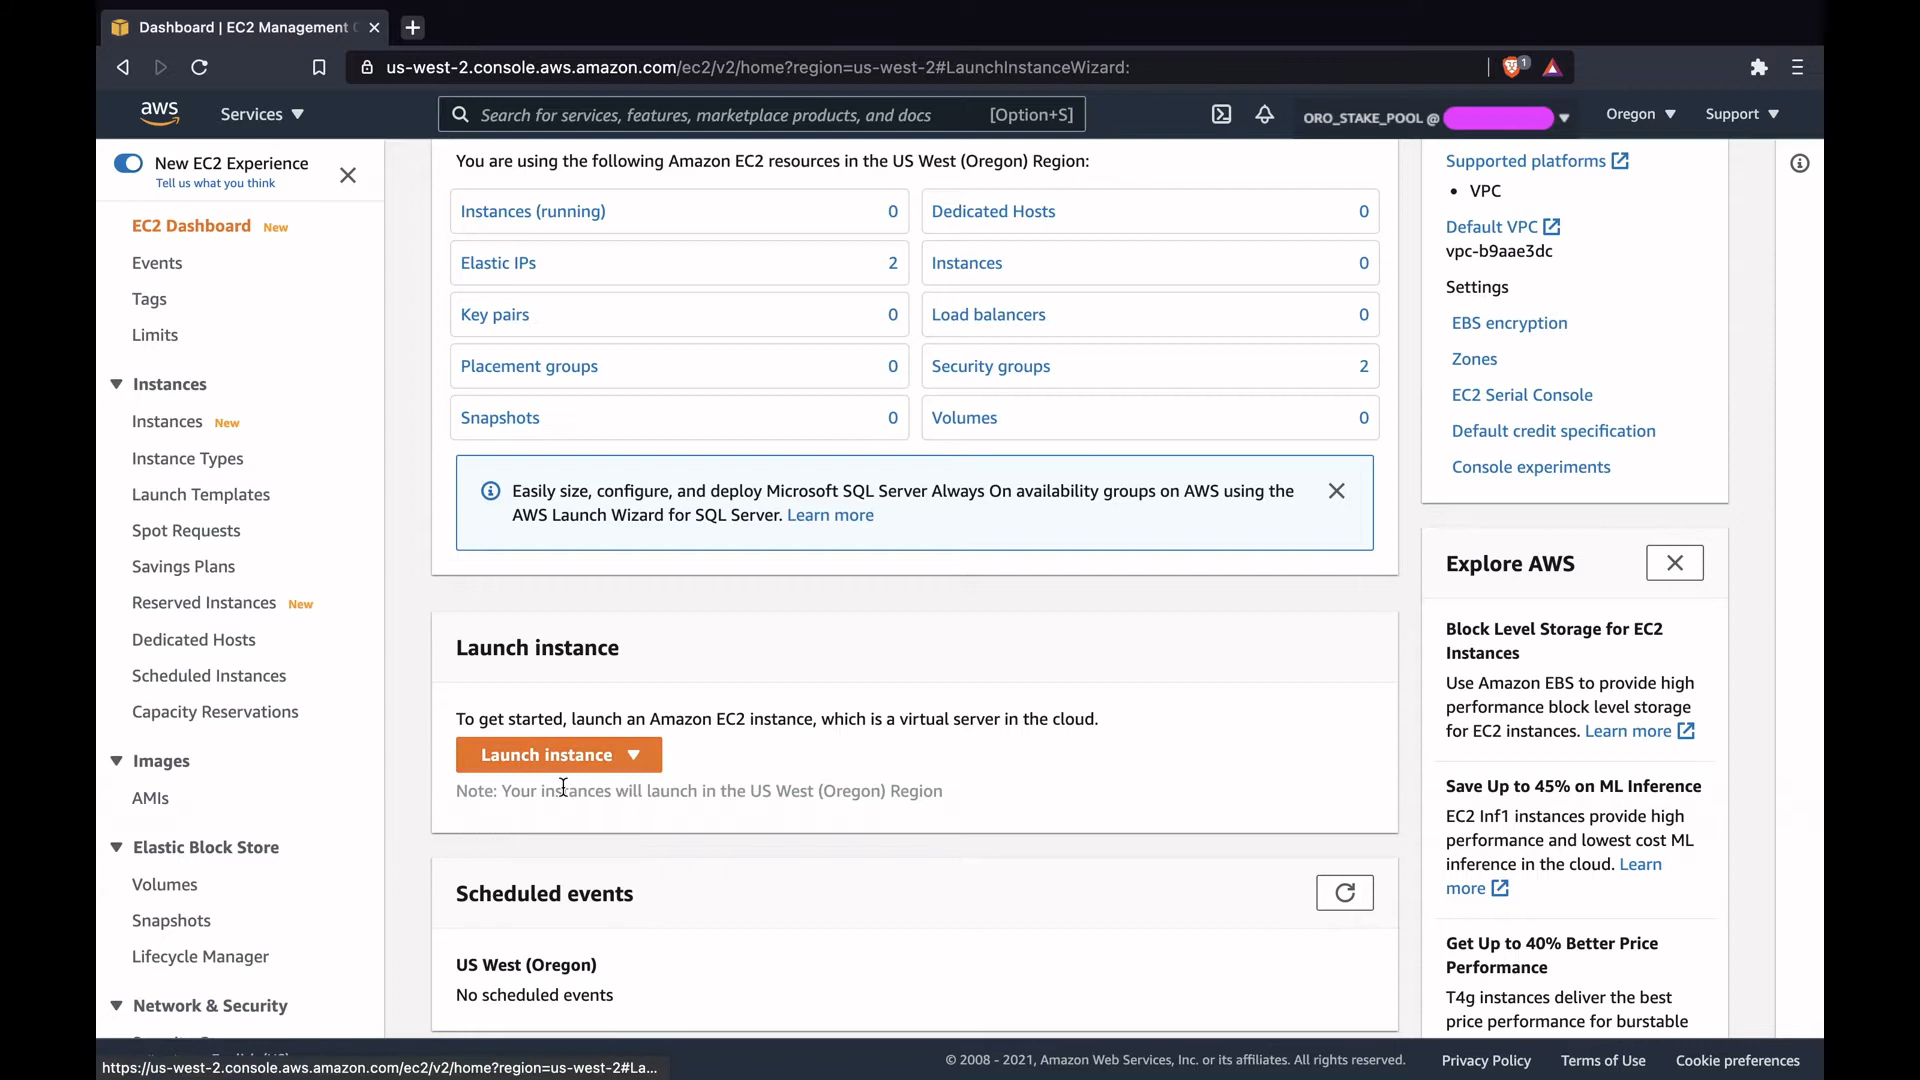 Dashboard | EC2 Management
us-west-2.console.aws.amazon.com/ec2/v2/home?region=us-west-2#LaunchInstanceWizard:
1
aws
Services
Search for services, features, marketplace products, and docs
[Option+S]
ORO_STAKE_POOL @
Oregon
Support
New EC2 Experience
Tell us what you think
EC2 Dashboard New
Events
Tags
Limits
Instances
Instances New
Instance Types
Launch Templates
Spot Requests
Savings Plans
Reserved Instances New
Dedicated Hosts
Scheduled Instances
Capacity Reservations
Images
AMIs
Elastic Block Store
Volumes
Snapshots
Lifecycle Manager
Network & Security
You are using the following Amazon EC2 resources in the US West (Oregon) Region:
Instances (running) 0
Dedicated Hosts 0
Elastic IPs 2
Instances 0
Key pairs 0
Load balancers 0
Placement groups 0
Security groups 2
Snapshots 0
Volumes 0
Easily size, configure, and deploy Microsoft SQL Server Always On availability groups on AWS using the
AWS Launch Wizard for SQL Server. Learn more
Launch instance
To get started, launch an Amazon EC2 instance, which is a virtual server in the cloud.
Launch instance
Note: Your instances will launch in the US West (Oregon) Region
Scheduled events
US West (Oregon)
No scheduled events
Supported platforms
• VPC
Default VPC
vpc-b9aae3dc
Settings
EBS encryption
Zones
EC2 Serial Console
Default credit specification
Console experiments
Explore AWS
Block Level Storage for EC2
Instances
Use Amazon EBS to provide high
performance block level storage
for EC2 instances. Learn more
Save Up to 45% on ML Inference
EC2 Inf1 instances provide high
performance and lowest cost ML
inference in the cloud. Learn
more
Get Up to 40% Better Price
Performance
T4g instances deliver the best
price performance for burstable
https://us-west-2.console.aws.amazon.com/ec2/v2/home?region=us-west-2#La...
© 2008 - 2021, Amazon Web Services, Inc. or its affiliates. All rights reserved.
Privacy Policy
Terms of Use
Cookie preferences